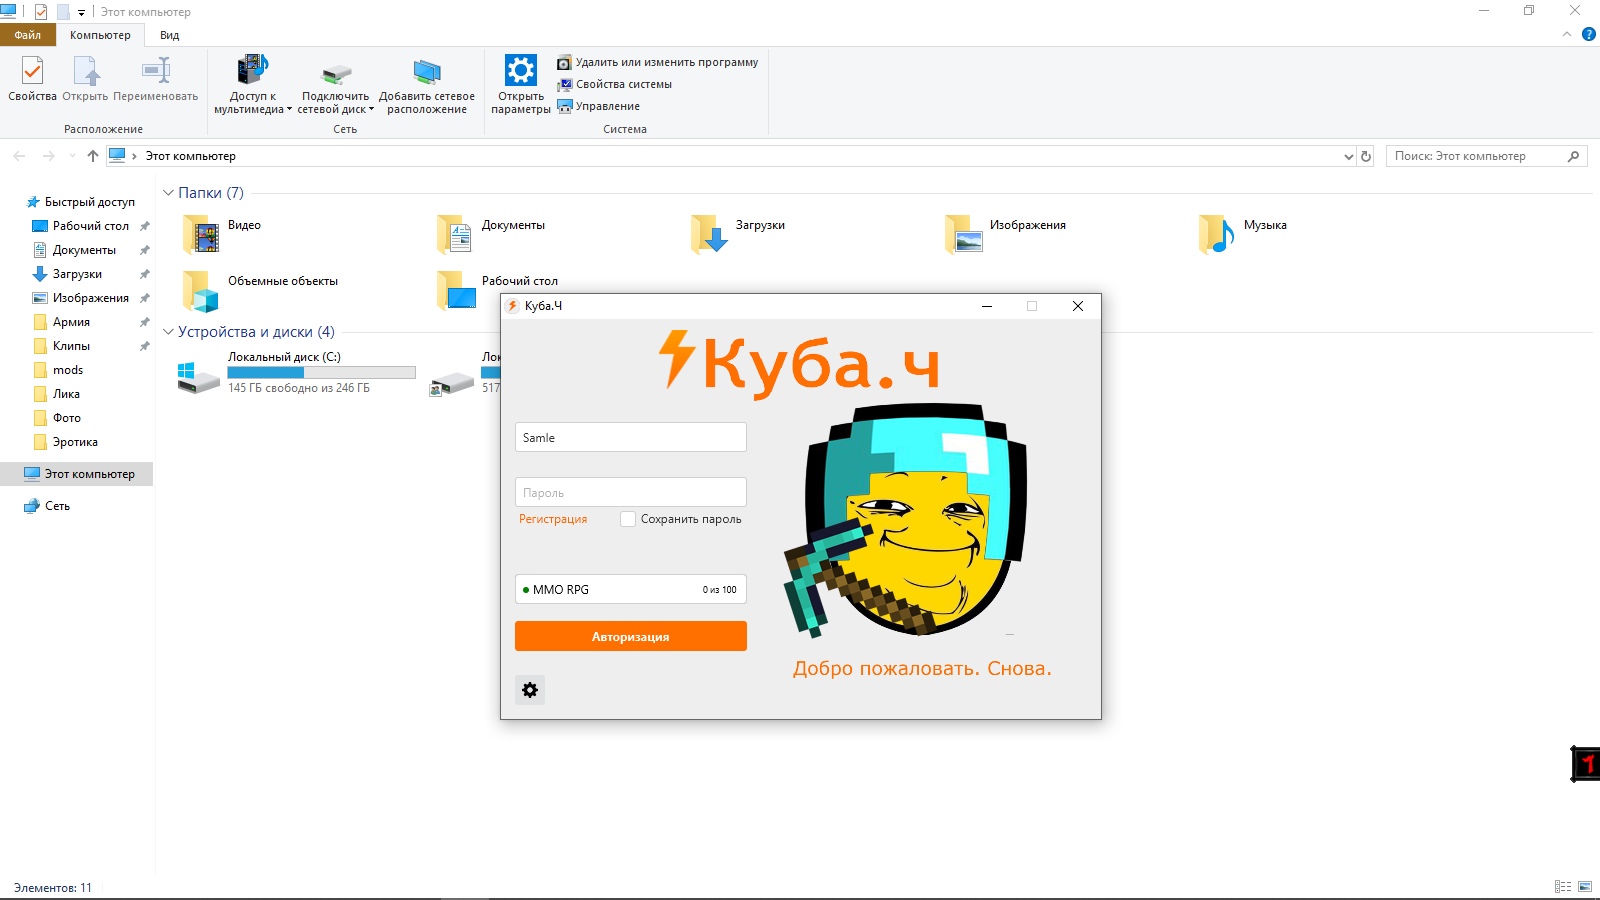 Этот компьютер
Файл
Компьютер
Вид
Свойства
Открыть
Переименовать
Доступ к мультимедиа
Подключить сетевой диск
Добавить сетевое расположение
Открыть параметры
Удалить или изменить программу
Свойства системы
Управление
Расположение
Сеть
Система
Этот компьютер
Поиск: Этот компьютер
Быстрый доступ
Рабочий стол
Документы
Загрузки
Изображения
Армия
Клипы
mods
Лика
Фото
Эротика
Этот компьютер
Сеть
Папки (7)
Видео
Документы
Загрузки
Изображения
Музыка
Объемные объекты
Рабочий стол
Устройства и диски (4)
Локальный диск (C:)
145 ГБ свободно из 246 ГБ
Лок
517
Куба.Ч
Куба.ч
Samle
Пароль
Регистрация
Сохранить пароль
MMO RPG
0 из 100
Авторизация
Добро пожаловать. Снова.
Элементов: 11